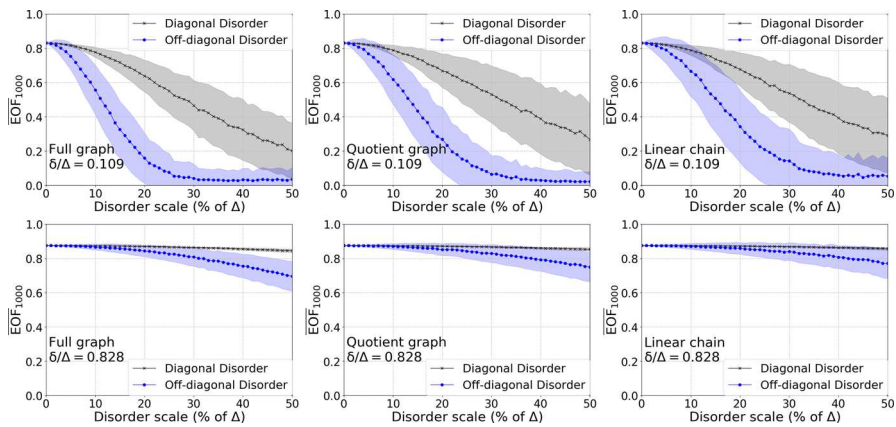 Diagonal Disorder
Off-diagonal Disorder
1.0
0.8
0.6
0.4
0.2
0.0
EOF1000
Full graph
δ/Δ = 0.109
0 10 20 30 40 50
Disorder scale (% of Δ)
Diagonal Disorder
Off-diagonal Disorder
1.0
0.8
0.6
0.4
0.2
0.0
EOF1000
Quotient graph
δ/Δ = 0.109
0 10 20 30 40 50
Disorder scale (% of Δ)
Diagonal Disorder
Off-diagonal Disorder
1.0
0.8
0.6
0.4
0.2
0.0
EOF1000
Linear chain
δ/Δ = 0.109
0 10 20 30 40 50
Disorder scale (% of Δ)
1.0
0.8
0.6
0.4
0.2
0.0
EOF1000
Full graph
δ/Δ = 0.828
Diagonal Disorder
Off-diagonal Disorder
0 10 20 30 40 50
Disorder scale (% of Δ)
1.0
0.8
0.6
0.4
0.2
0.0
EOF1000
Quotient graph
δ/Δ = 0.828
Diagonal Disorder
Off-diagonal Disorder
0 10 20 30 40 50
Disorder scale (% of Δ)
1.0
0.8
0.6
0.4
0.2
0.0
EOF1000
Linear chain
δ/Δ = 0.828
Diagonal Disorder
Off-diagonal Disorder
0 10 20 30 40 50
Disorder scale (% of Δ)